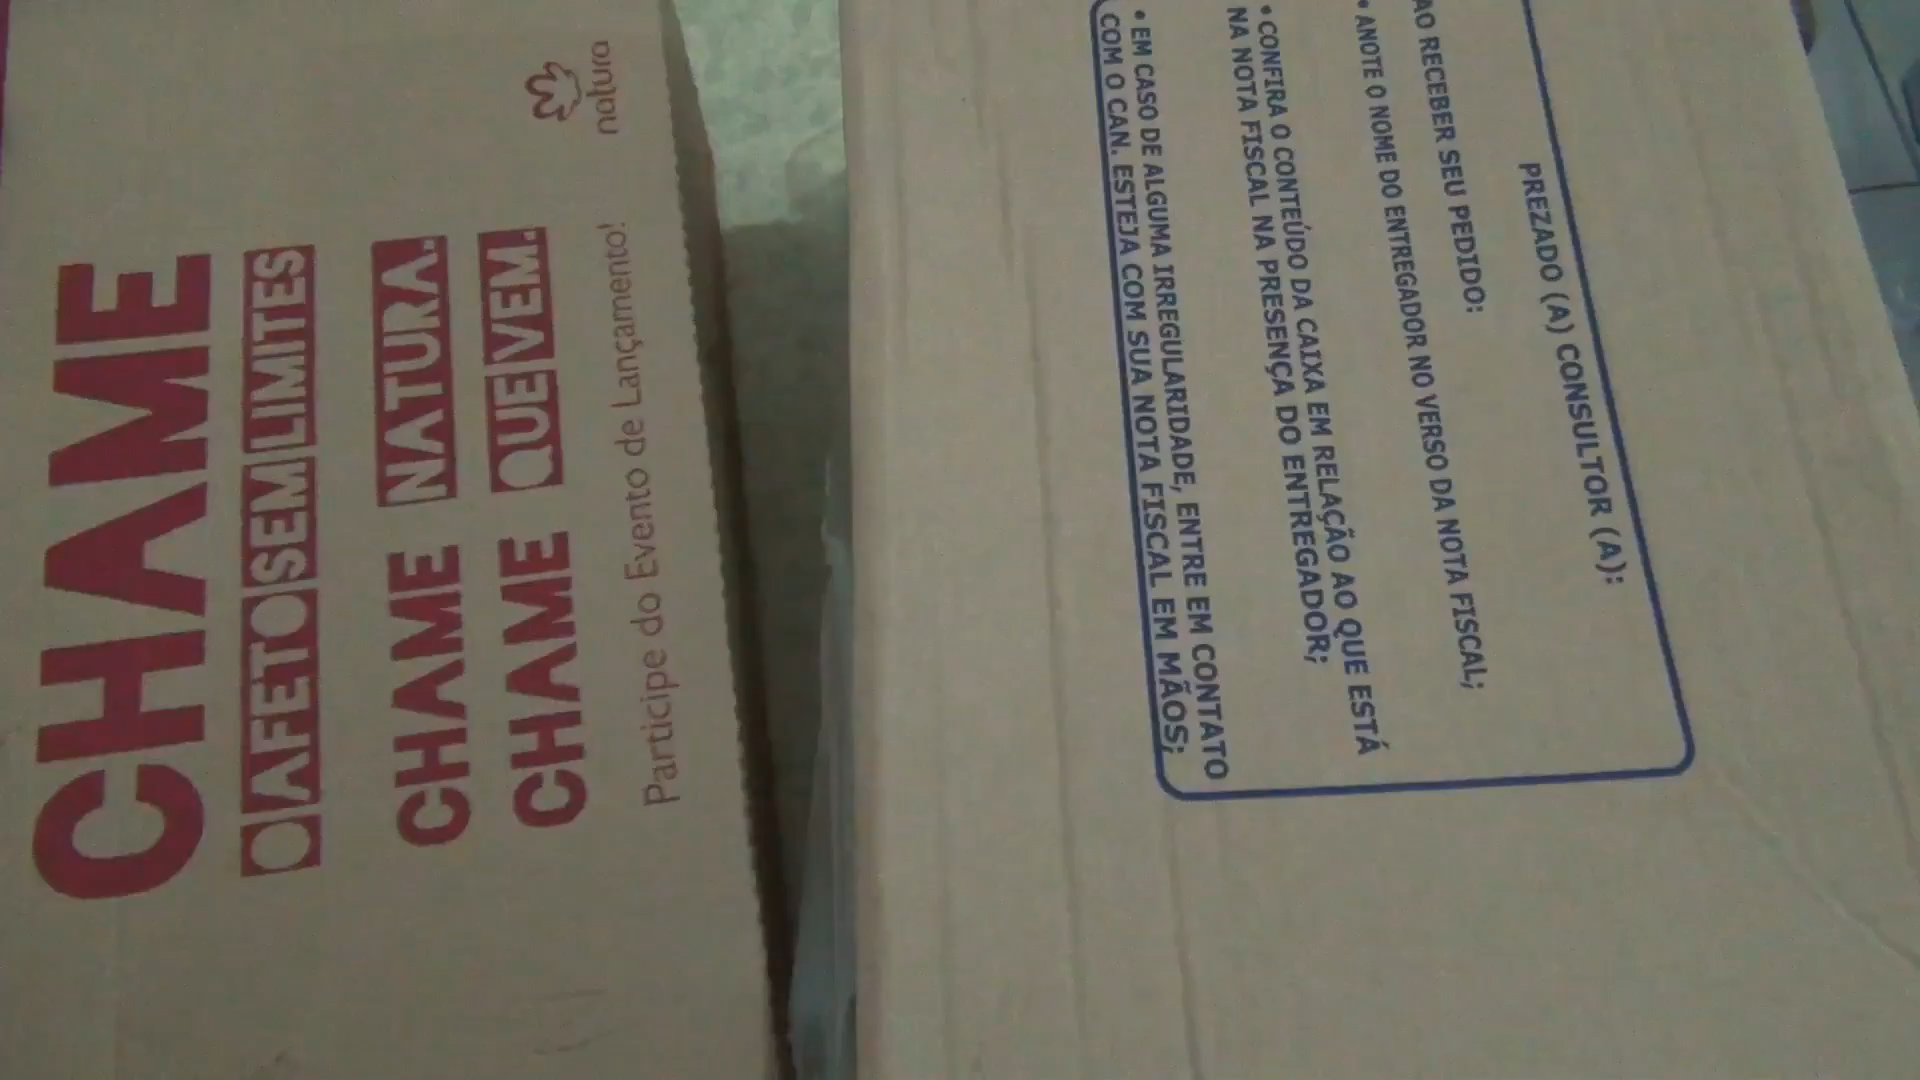 CHAME
O AFETO SEM LIMITES
CHAME NATURA.
CHAME QUE VEM.
Participe do Evento de Lançamento!
natura
PREZADO (A) CONSULTOR (A):
AO RECEBER SEU PEDIDO:
• ANOTE O NOME DO ENTREGADOR NO VERSO DA NOTA FISCAL;
• CONFIRA O CONTEÚDO DA CAIXA EM RELAÇÃO AO QUE ESTÁ
NA NOTA FISCAL NA PRESENÇA DO ENTREGADOR;
• EM CASO DE ALGUMA IRREGULARIDADE, ENTRE EM CONTATO
COM O CAN. ESTEJA COM SUA NOTA FISCAL EM MÃOS;